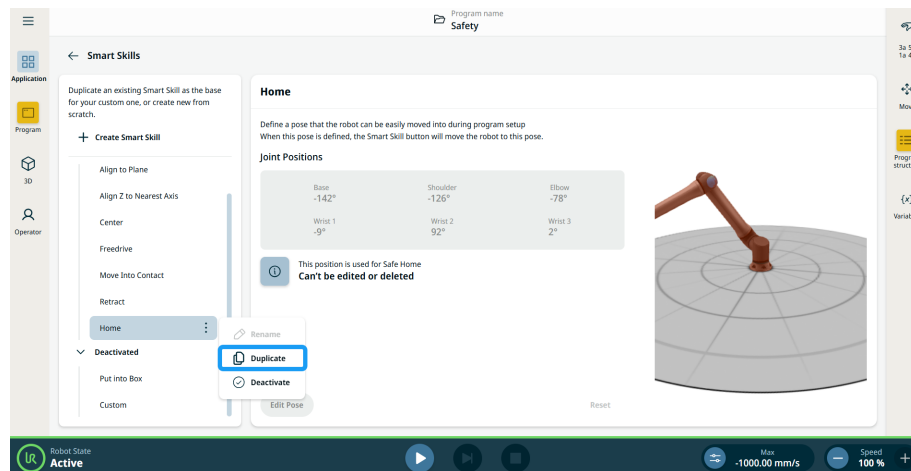 Program name
Safety
Smart Skills
Application
Program
3D
Operator
Duplicate an existing Smart Skill as the base
for your custom one, or create new from
scratch.
Create Smart Skill
Align to Plane
Align Z to Nearest Axis
Center
Freedrive
Move Into Contact
Retract
Home
Deactivated
Put into Box
Custom
Rename
Duplicate
Deactivate
Home
Define a pose that the robot can be easily moved into during program setup
When this pose is defined, the Smart Skill button will move the robot to this pose.
Joint Positions
Base
-142°
Shoulder
-126°
Elbow
-78°
Wrist 1
-9°
Wrist 2
92°
Wrist 3
2°
This position is used for Safe Home
Can't be edited or deleted
Edit Pose
Reset
{x}
Robot State
Active
Max
-1000.00 mm/s
Speed
100 %